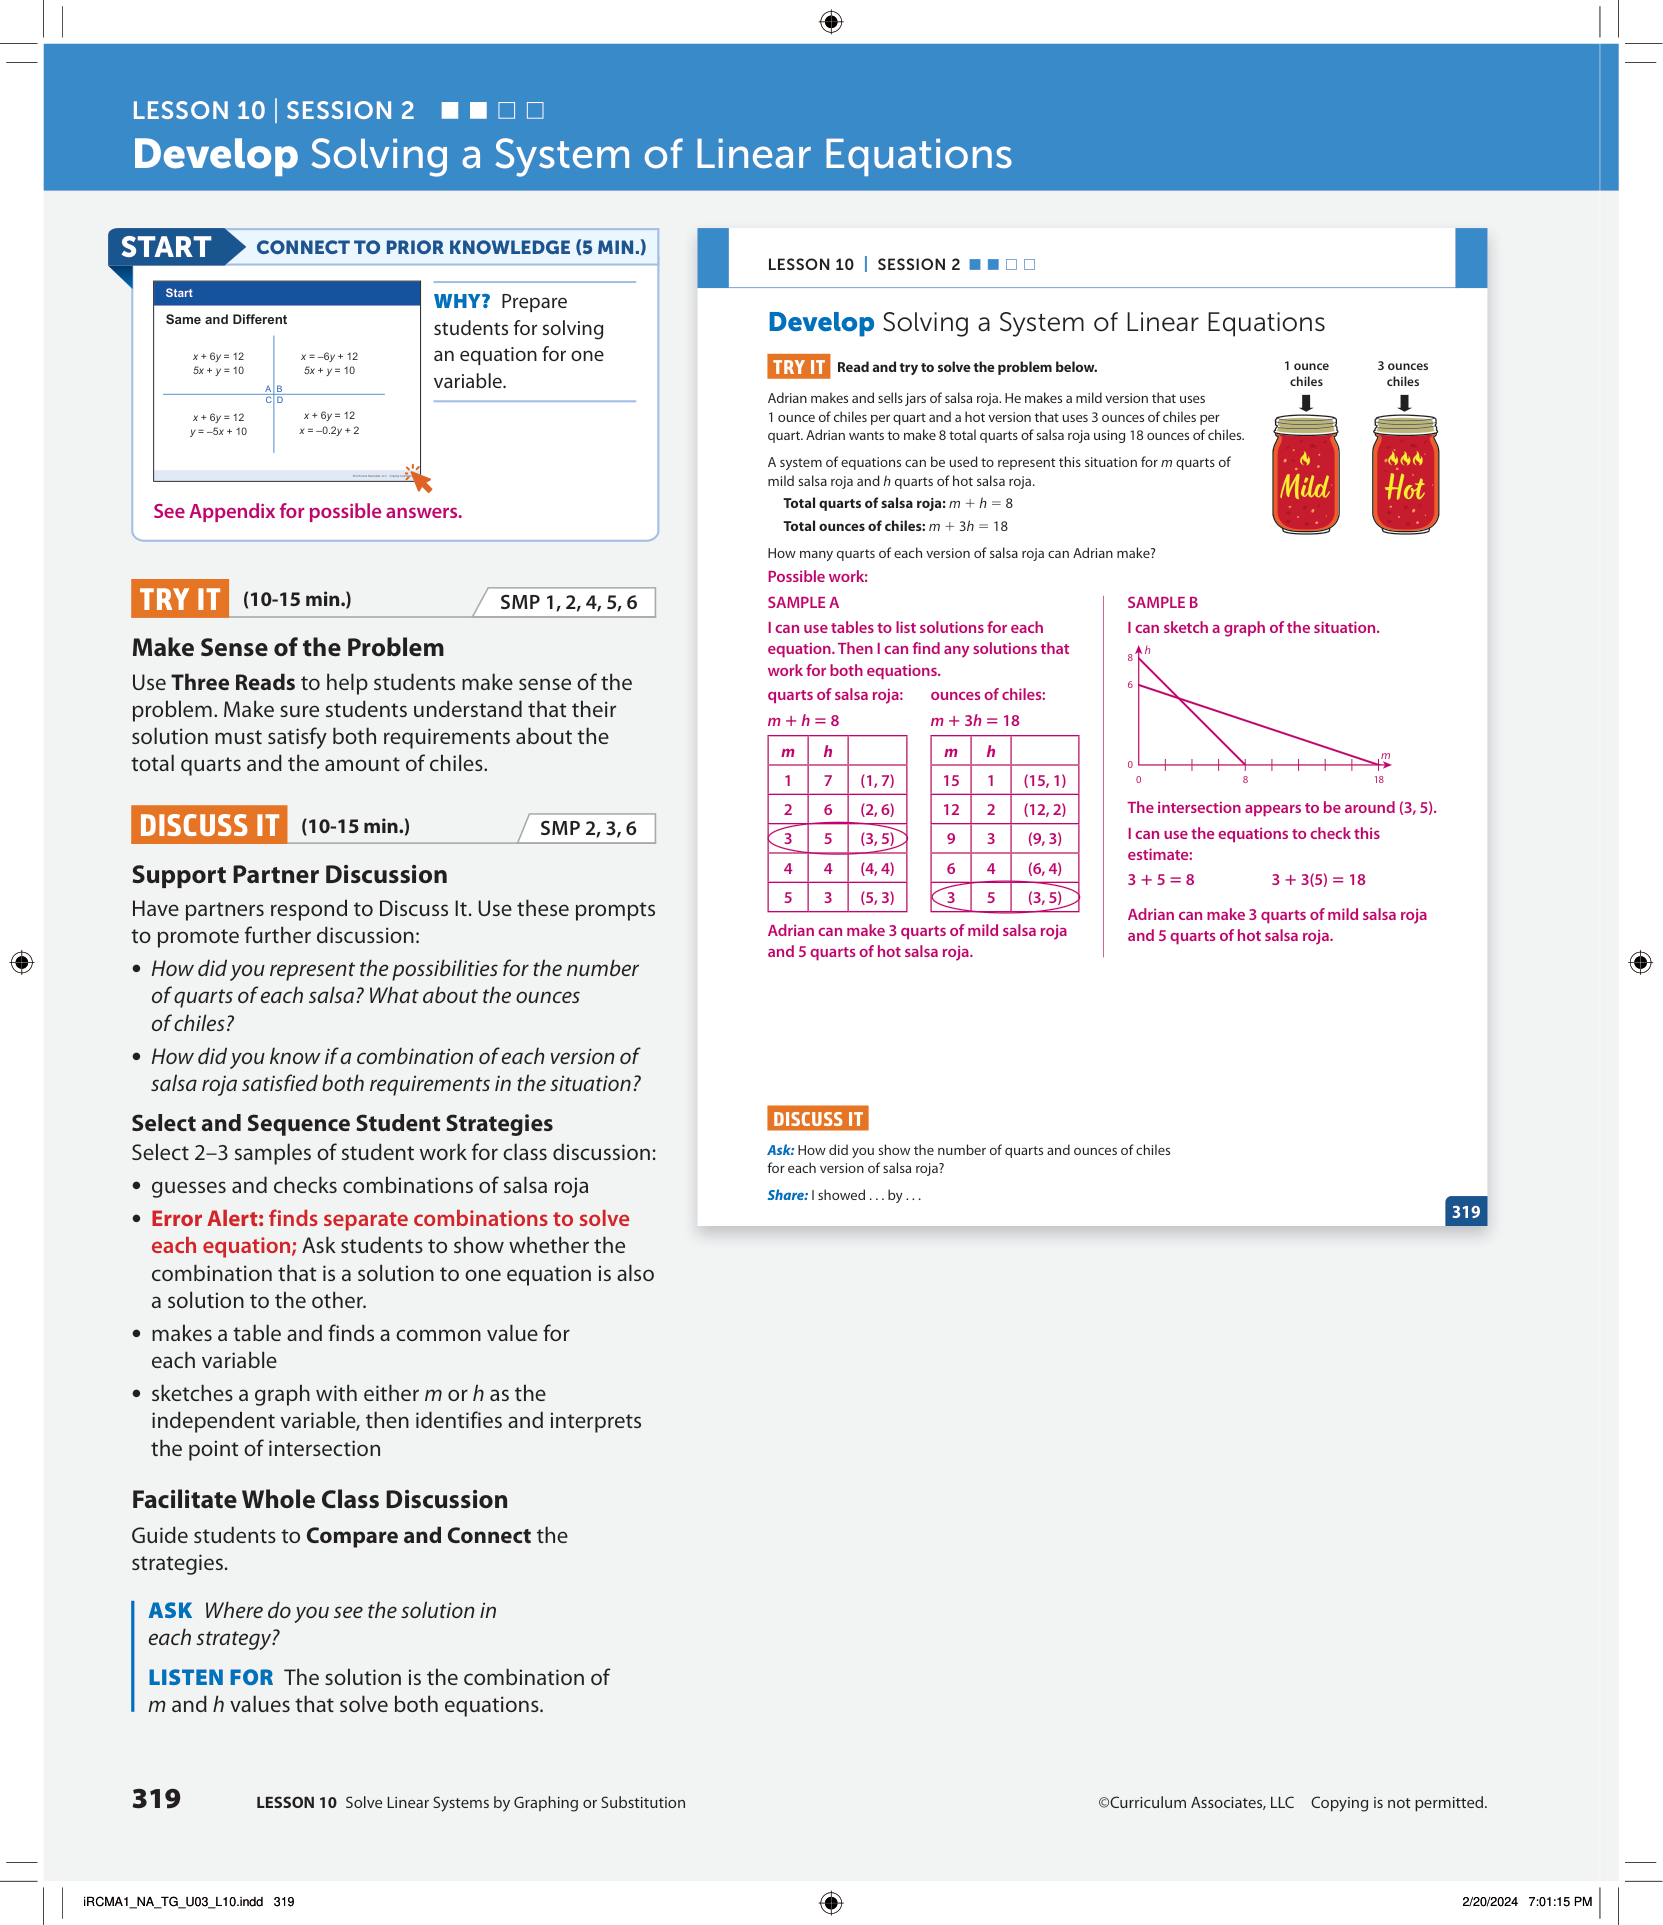 LESSON 10 | SESSION 2
Develop Solving a System of Linear Equations
START CONNECT TO PRIOR KNOWLEDGE (5 MIN.)
Start
Same and Different
x + 6y = 12
5x + y = 10
x = –6y + 12
5x + y = 10
A B
C D
x + 6y = 12
y = –5x + 10
x + 6y = 12
x = –0.2y + 2
WHY? Prepare
students for solving
an equation for one
variable.
See Appendix for possible answers.
TRY IT (10-15 min.) SMP 1, 2, 4, 5, 6
Make Sense of the Problem
Use Three Reads to help students make sense of the
problem. Make sure students understand that their
solution must satisfy both requirements about the
total quarts and the amount of chiles.
DISCUSS IT (10-15 min.) SMP 2, 3, 6
Support Partner Discussion
Have partners respond to Discuss It. Use these prompts
to promote further discussion:
• How did you represent the possibilities for the number
of quarts of each salsa? What about the ounces
of chiles?
• How did you know if a combination of each version of
salsa roja satisfied both requirements in the situation?
Select and Sequence Student Strategies
Select 2–3 samples of student work for class discussion:
• guesses and checks combinations of salsa roja
• Error Alert: finds separate combinations to solve
each equation; Ask students to show whether the
combination that is a solution to one equation is also
a solution to the other.
• makes a table and finds a common value for
each variable
• sketches a graph with either m or h as the
independent variable, then identifies and interprets
the point of intersection
Facilitate Whole Class Discussion
Guide students to Compare and Connect the
strategies.
ASK Where do you see the solution in
each strategy?
LISTEN FOR The solution is the combination of
m and h values that solve both equations.
LESSON 10 | SESSION 2
Develop Solving a System of Linear Equations
TRY IT Read and try to solve the problem below.
Adrian makes and sells jars of salsa roja. He makes a mild version that uses
1 ounce of chiles per quart and a hot version that uses 3 ounces of chiles per
quart. Adrian wants to make 8 total quarts of salsa roja using 18 ounces of chiles.
A system of equations can be used to represent this situation for m quarts of
mild salsa roja and h quarts of hot salsa roja.
Total quarts of salsa roja: m + h = 8
Total ounces of chiles: m + 3h = 18
How many quarts of each version of salsa roja can Adrian make?
1 ounce
chiles
3 ounces
chiles
Mild
Hot
Possible work:
SAMPLE A
I can use tables to list solutions for each
equation. Then I can find any solutions that
work for both equations.
quarts of salsa roja: ounces of chiles:
m + h = 8 m + 3h = 18
m h
1 7 (1, 7)
2 6 (2, 6)
3 5 (3, 5)
4 4 (4, 4)
5 3 (5, 3)
m h
15 1 (15, 1)
12 2 (12, 2)
9 3 (9, 3)
6 4 (6, 4)
3 5 (3, 5)
Adrian can make 3 quarts of mild salsa roja
and 5 quarts of hot salsa roja.
SAMPLE B
I can sketch a graph of the situation.
h
8
6
0
m
0 8 18
The intersection appears to be around (3, 5).
I can use the equations to check this
estimate:
3 + 5 = 8 3 + 3(5) = 18
Adrian can make 3 quarts of mild salsa roja
and 5 quarts of hot salsa roja.
DISCUSS IT
Ask: How did you show the number of quarts and ounces of chiles
for each version of salsa roja?
Share: I showed . . . by . . .
319
319 LESSON 10 Solve Linear Systems by Graphing or Substitution
©Curriculum Associates, LLC Copying is not permitted.
iRCMA1_NA_TG_U03_L10.indd 319
2/20/2024 7:01:15 PM